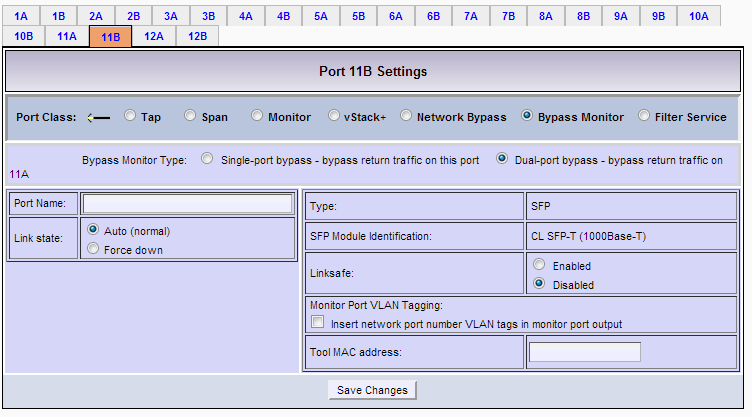 1A 1B 2A 2B 3A 3B 4A 4B 5A 5B 6A 6B 7A 7B 8A 8B 9A 9B 10A
10B 11A 11B 12A 12B
Port 11B Settings
Port Class: Tap Span Monitor vStack+ Network Bypass Bypass Monitor Filter Service
Bypass Monitor Type: Single-port bypass - bypass return traffic on this port Dual-port bypass - bypass return traffic on
11A
Port Name:
Link state: Auto (normal)
Force down
Type: SFP
SFP Module Identification: CL SFP-T (1000Base-T)
Linksafe: Enabled
Disabled
Monitor Port VLAN Tagging:
Insert network port number VLAN tags in monitor port output
Tool MAC address:
Save Changes